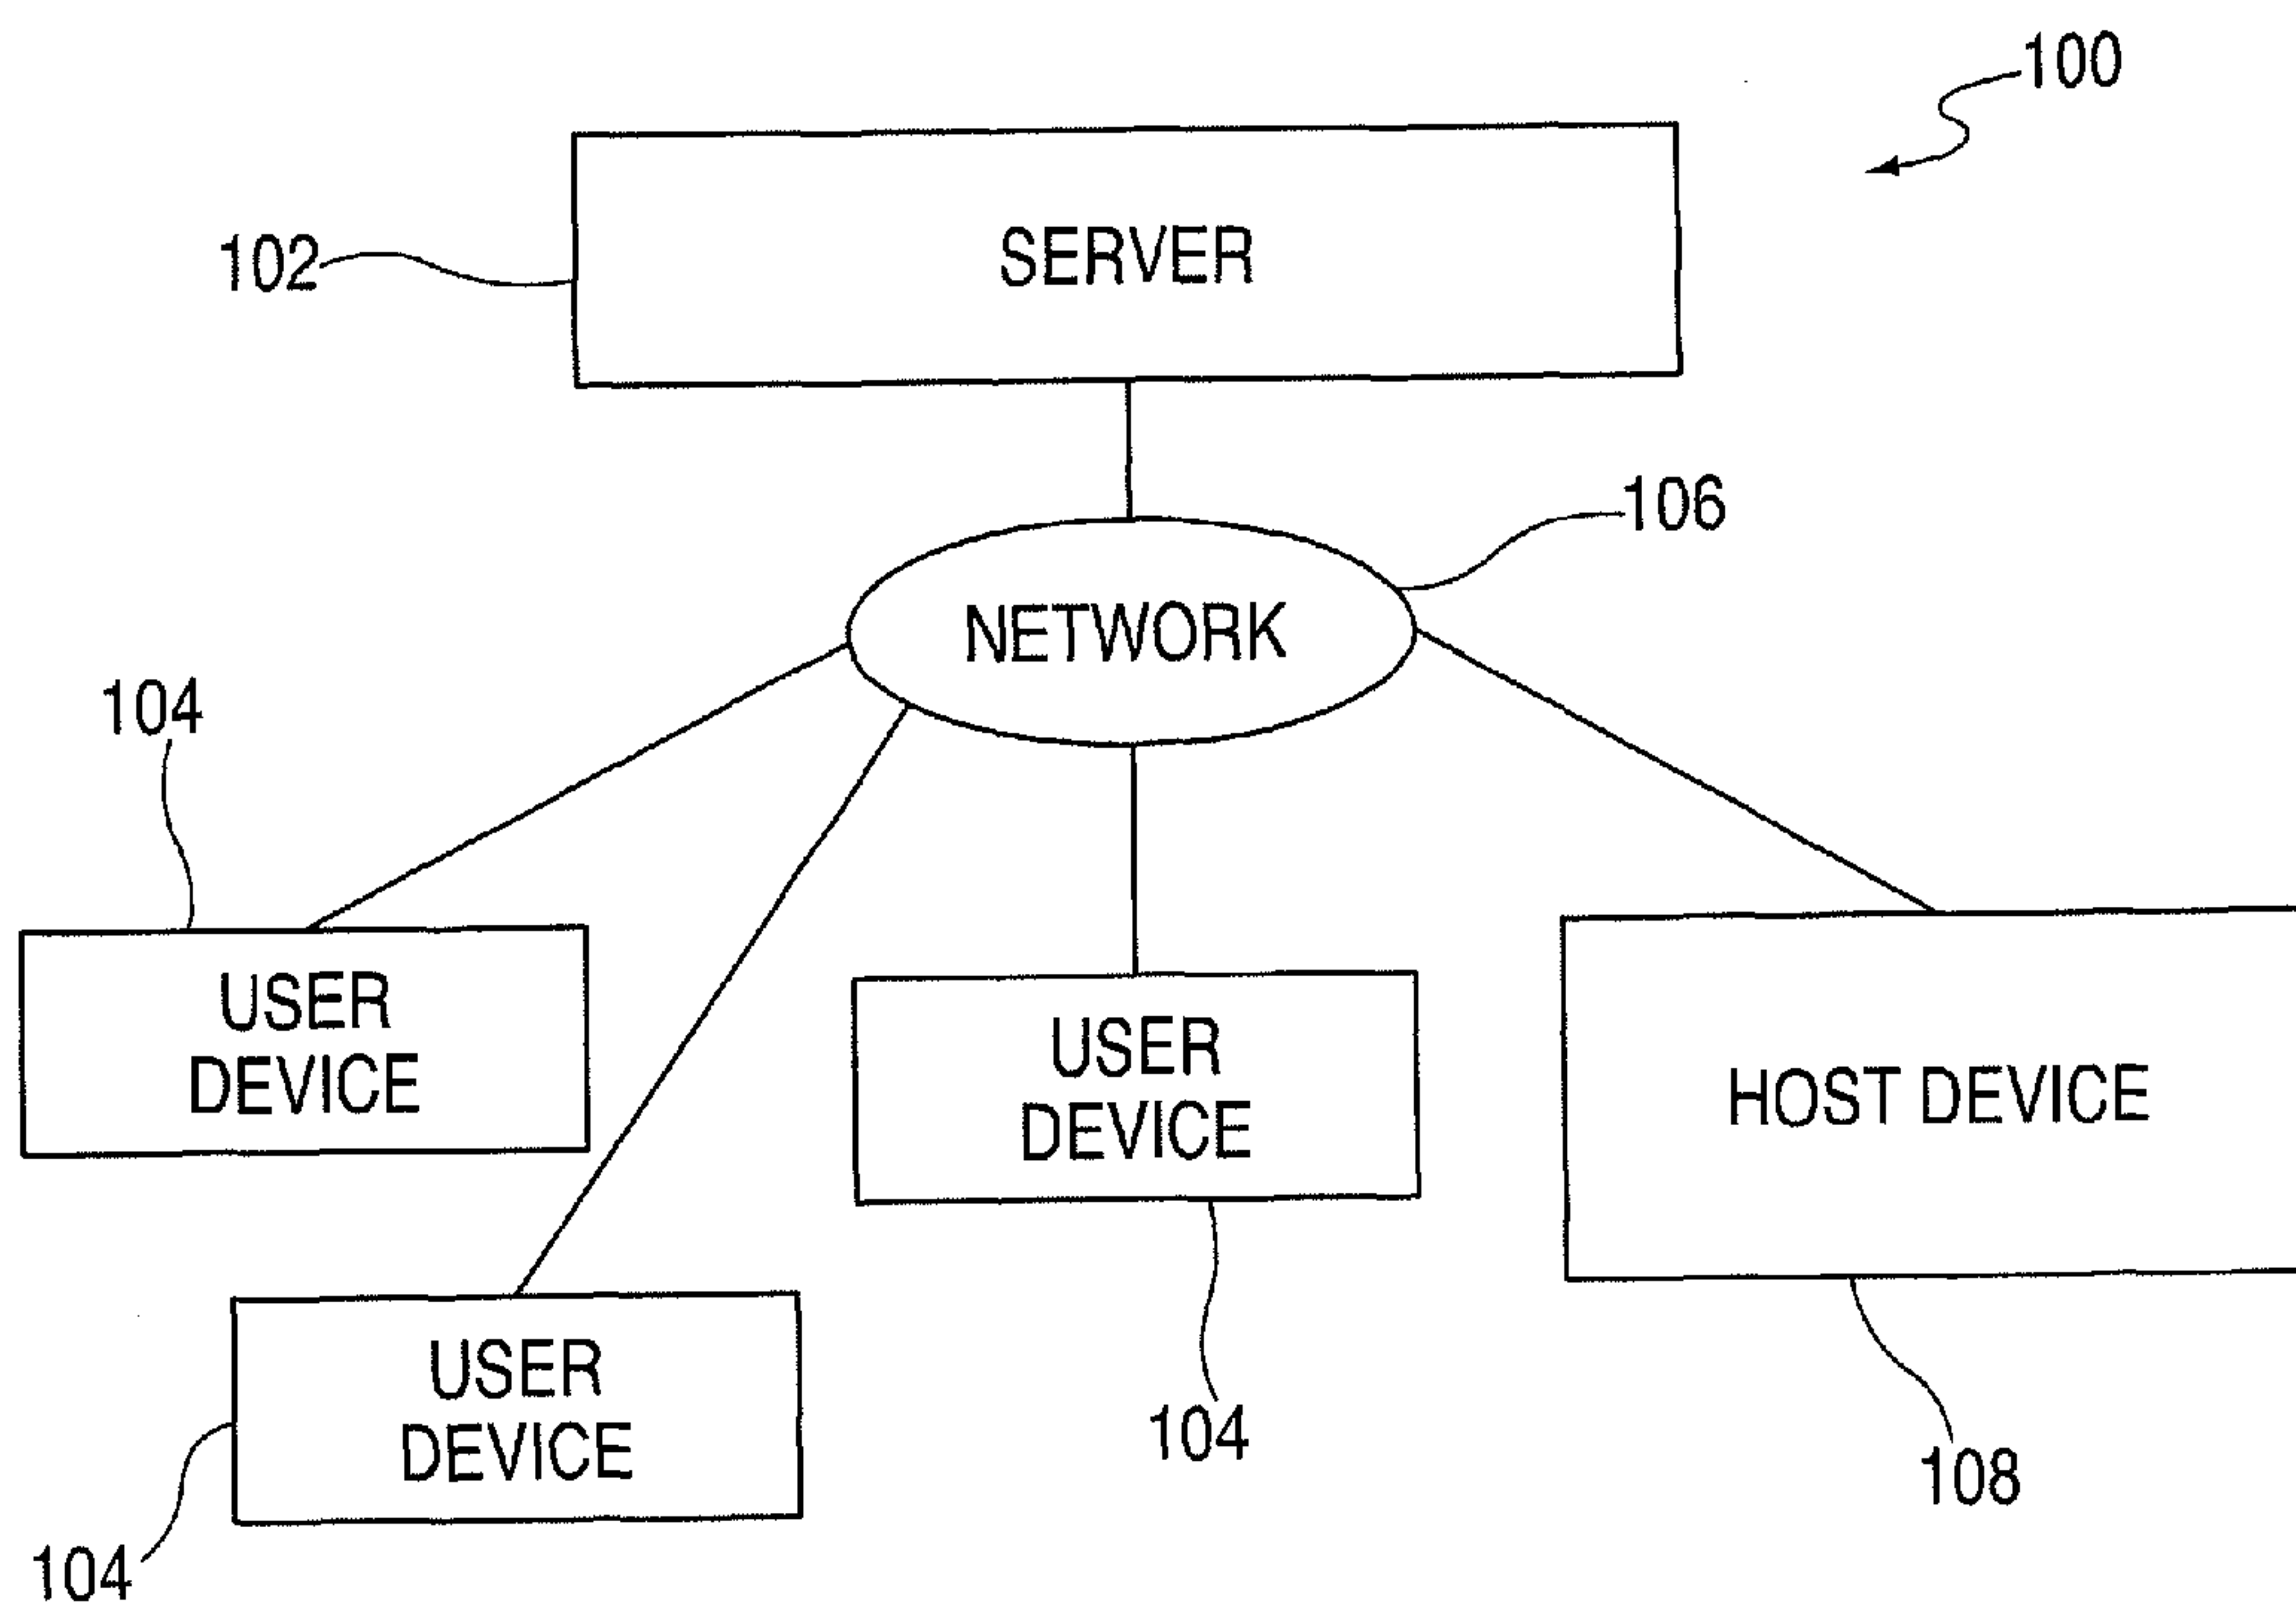 100
102
SERVER
106
NETWORK
104
USER
DEVICE
USER
DEVICE
HOST DEVICE
USER
DEVICE
104
104
108